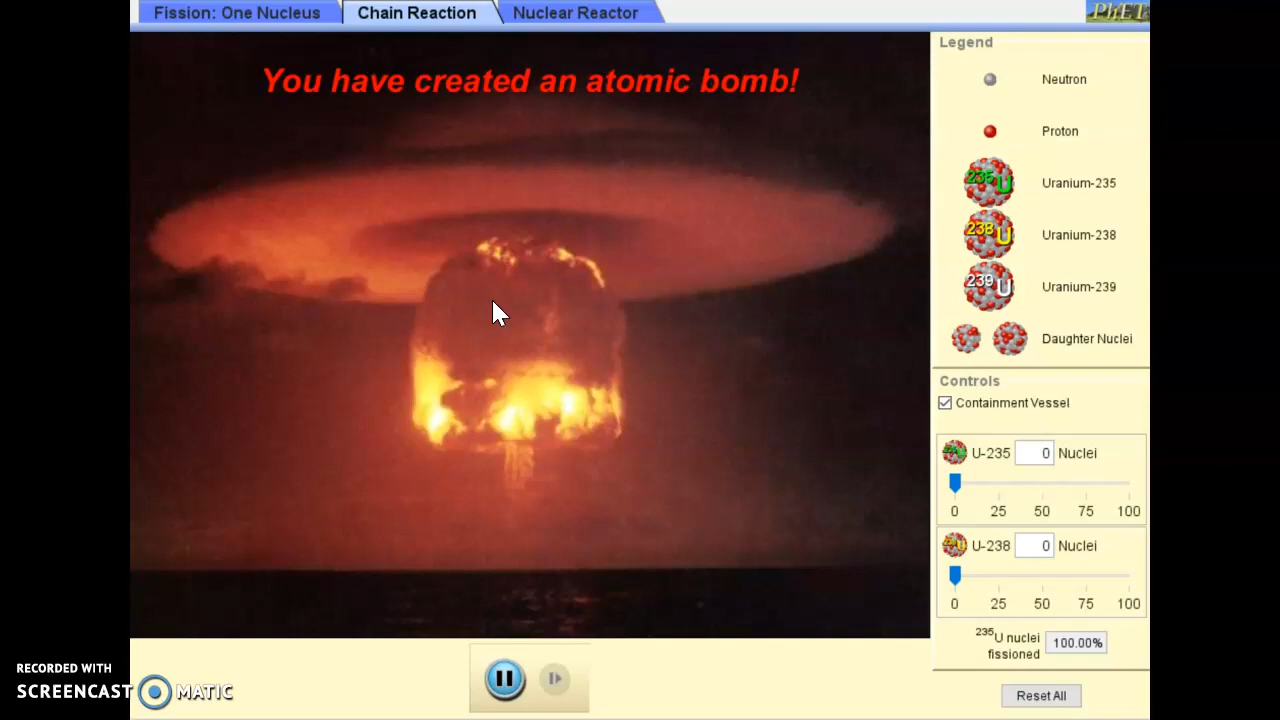 Fission: One Nucleus
Chain Reaction
Nuclear Reactor
PhET
You have created an atomic bomb!
Legend
Neutron
Proton
235U
Uranium-235
238U
Uranium-238
239U
Uranium-239
Daughter Nuclei
Controls
Containment Vessel
U-235 0 Nuclei
0 25 50 75 100
U-238 0 Nuclei
0 25 50 75 100
235U nuclei
fissioned
100.00%
Reset All
RECORDED WITH
SCREENCAST MATIC